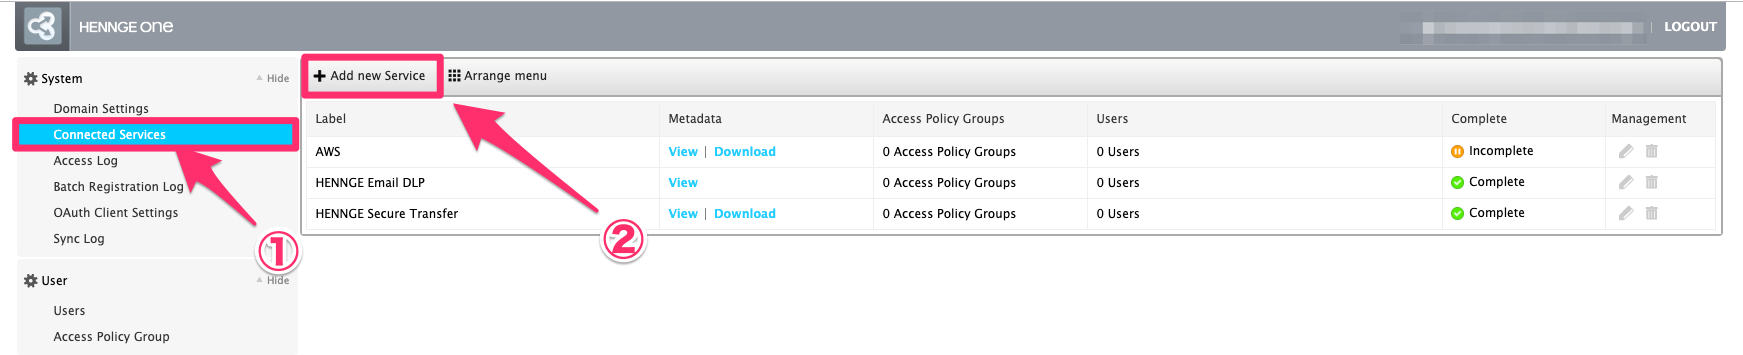 HENNGE ONE
LOGOUT
System
Hide
Domain Settings
Connected Services
Access Log
Batch Registration Log
OAuth Client Settings
Sync Log
①
User
Hide
Users
Access Policy Group
Add new Service
Arrange menu
②
Label Metadata Access Policy Groups Users Complete Management
AWS View | Download 0 Access Policy Groups 0 Users Incomplete
HENNGE Email DLP View 0 Access Policy Groups 0 Users Complete
HENNGE Secure Transfer View | Download 0 Access Policy Groups 0 Users Complete